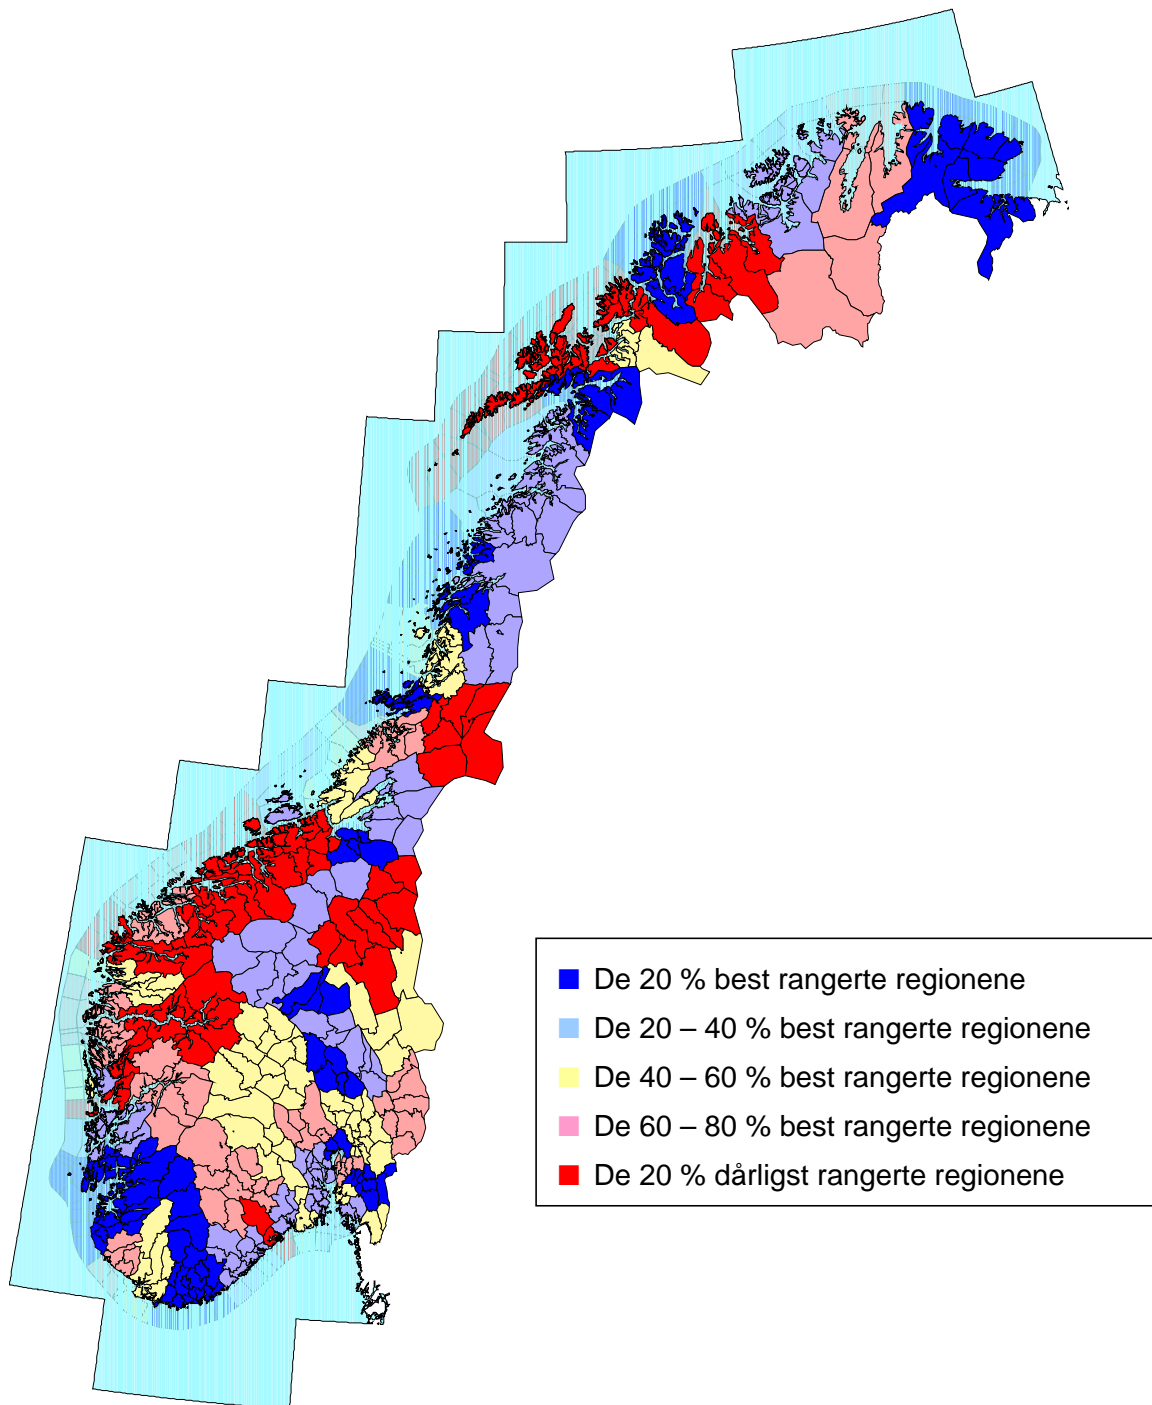 De 20 % best rangerte regionene
De 20 – 40 % best rangerte regionene
De 40 – 60 % best rangerte regionene
De 60 – 80 % best rangerte regionene
De 20 % dårligst rangerte regionene